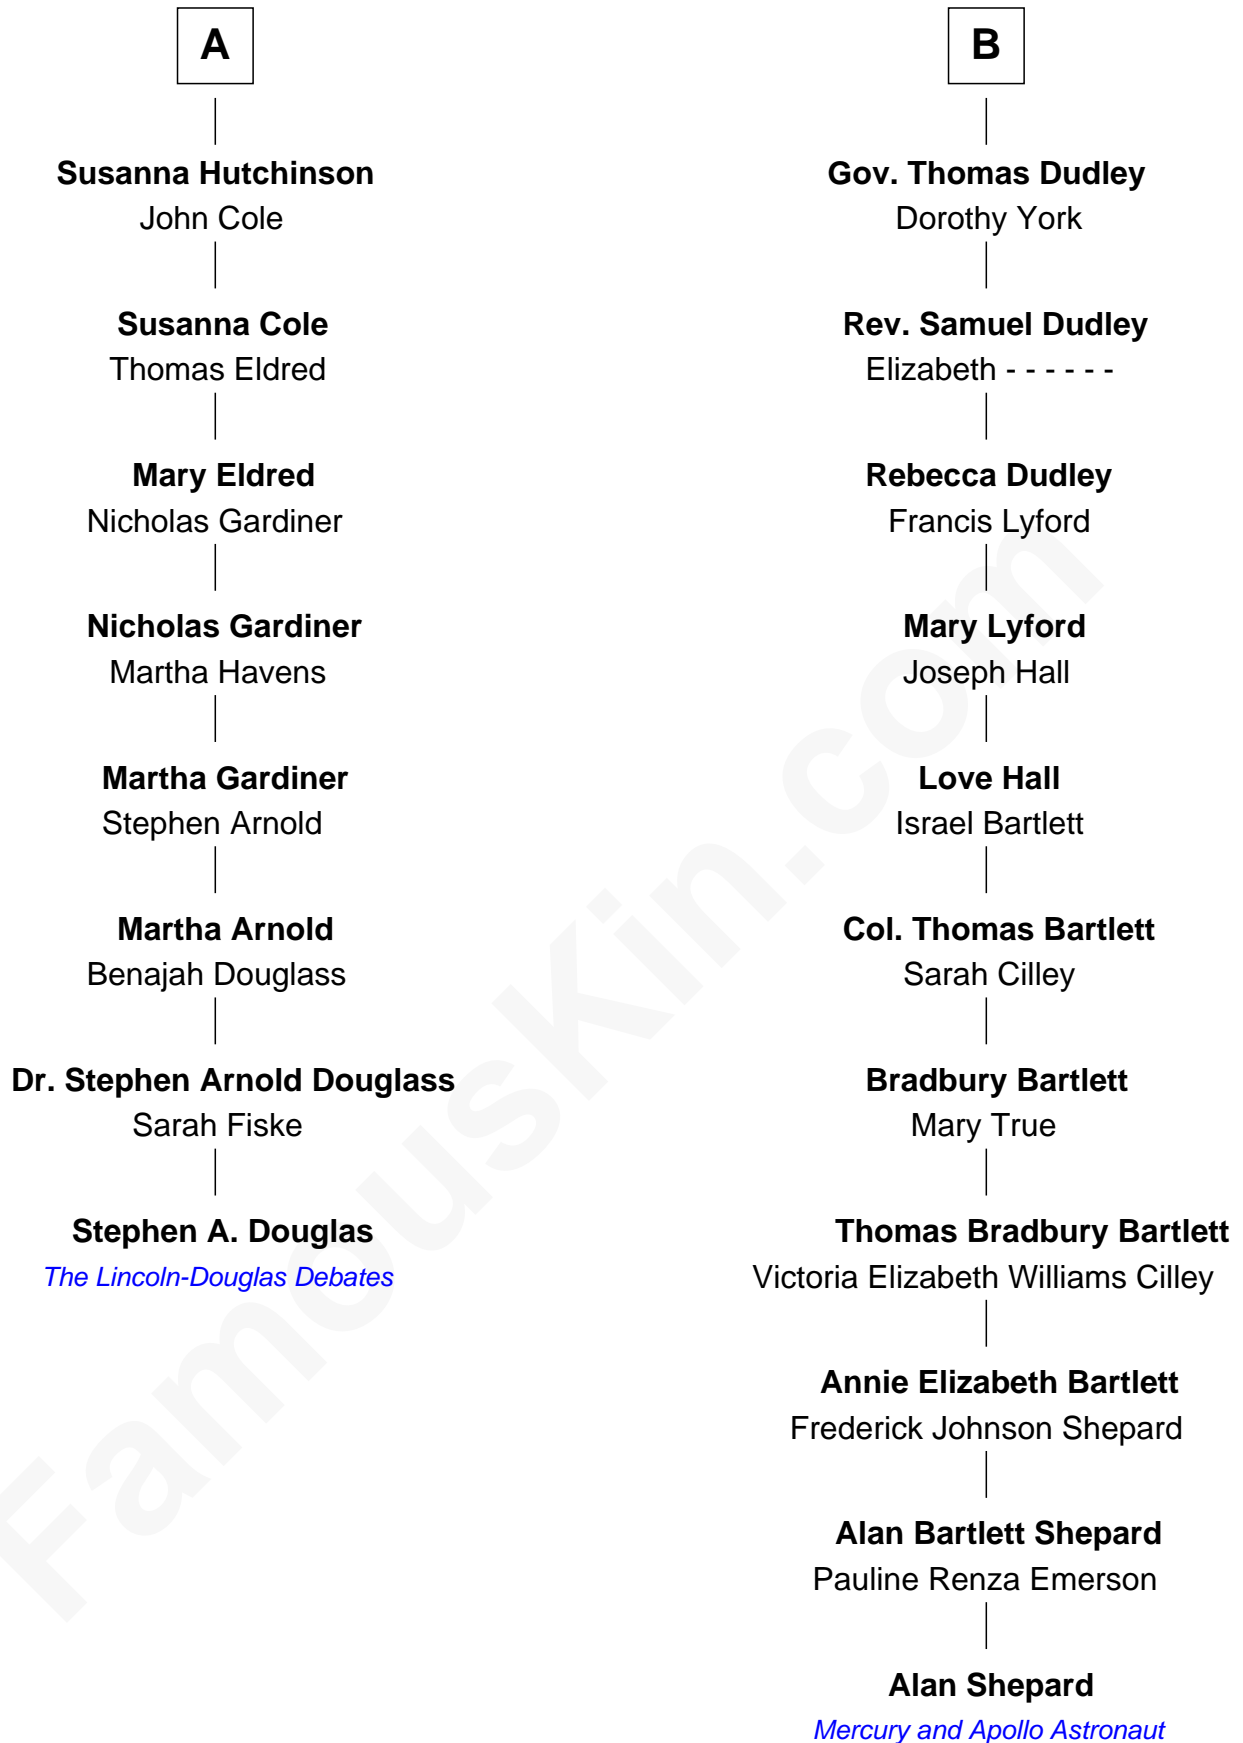 A
Susanna Hutchinson
John Cole
Susanna Cole
Thomas Eldred
Mary Eldred
Nicholas Gardiner
Nicholas Gardiner
Martha Havens
Martha Gardiner
Stephen Arnold
Martha Arnold
Benajah Douglass
Dr. Stephen Arnold Douglass
Sarah Fiske
Stephen A. Douglas
The Lincoln-Douglas Debates
B
Gov. Thomas Dudley
Dorothy York
Rev. Samuel Dudley
Elizabeth - - - - - -
Rebecca Dudley
Francis Lyford
Mary Lyford
Joseph Hall
Love Hall
Israel Bartlett
Col. Thomas Bartlett
Sarah Cilley
Bradbury Bartlett
Mary True
Thomas Bradbury Bartlett
Victoria Elizabeth Williams Cilley
Annie Elizabeth Bartlett
Frederick Johnson Shepard
Alan Bartlett Shepard
Pauline Renza Emerson
Alan Shepard
Mercury and Apollo Astronaut
FamousKin.com